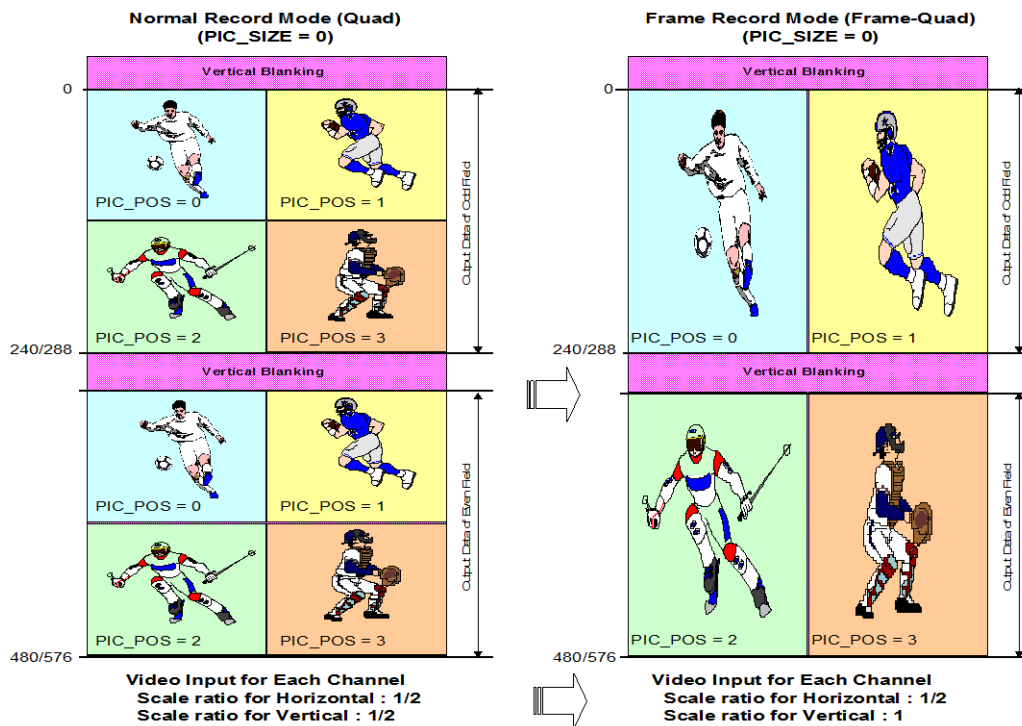 Normal Record Mode (Quad)
(PIC_SIZE = 0)
Vertical Blanking
0
PIC_POS = 0
PIC_POS = 1
PIC_POS = 2
PIC_POS = 3
Output Data of Odd Field
240/288
Vertical Blanking
PIC_POS = 0
PIC_POS = 1
PIC_POS = 2
PIC_POS = 3
Output Data of Even Field
480/576
Video Input for Each Channel
Scale ratio for Horizontal : 1/2
Scale ratio for Vertical : 1/2
Frame Record Mode (Frame-Quad)
(PIC_SIZE = 0)
Vertical Blanking
0
PIC_POS = 0
PIC_POS = 1
Output Data of Odd Field
240/288
Vertical Blanking
PIC_POS = 2
PIC_POS = 3
Output Data of Even Field
480/576
Video Input for Each Channel
Scale ratio for Horizontal : 1/2
Scale ratio for Vertical : 1